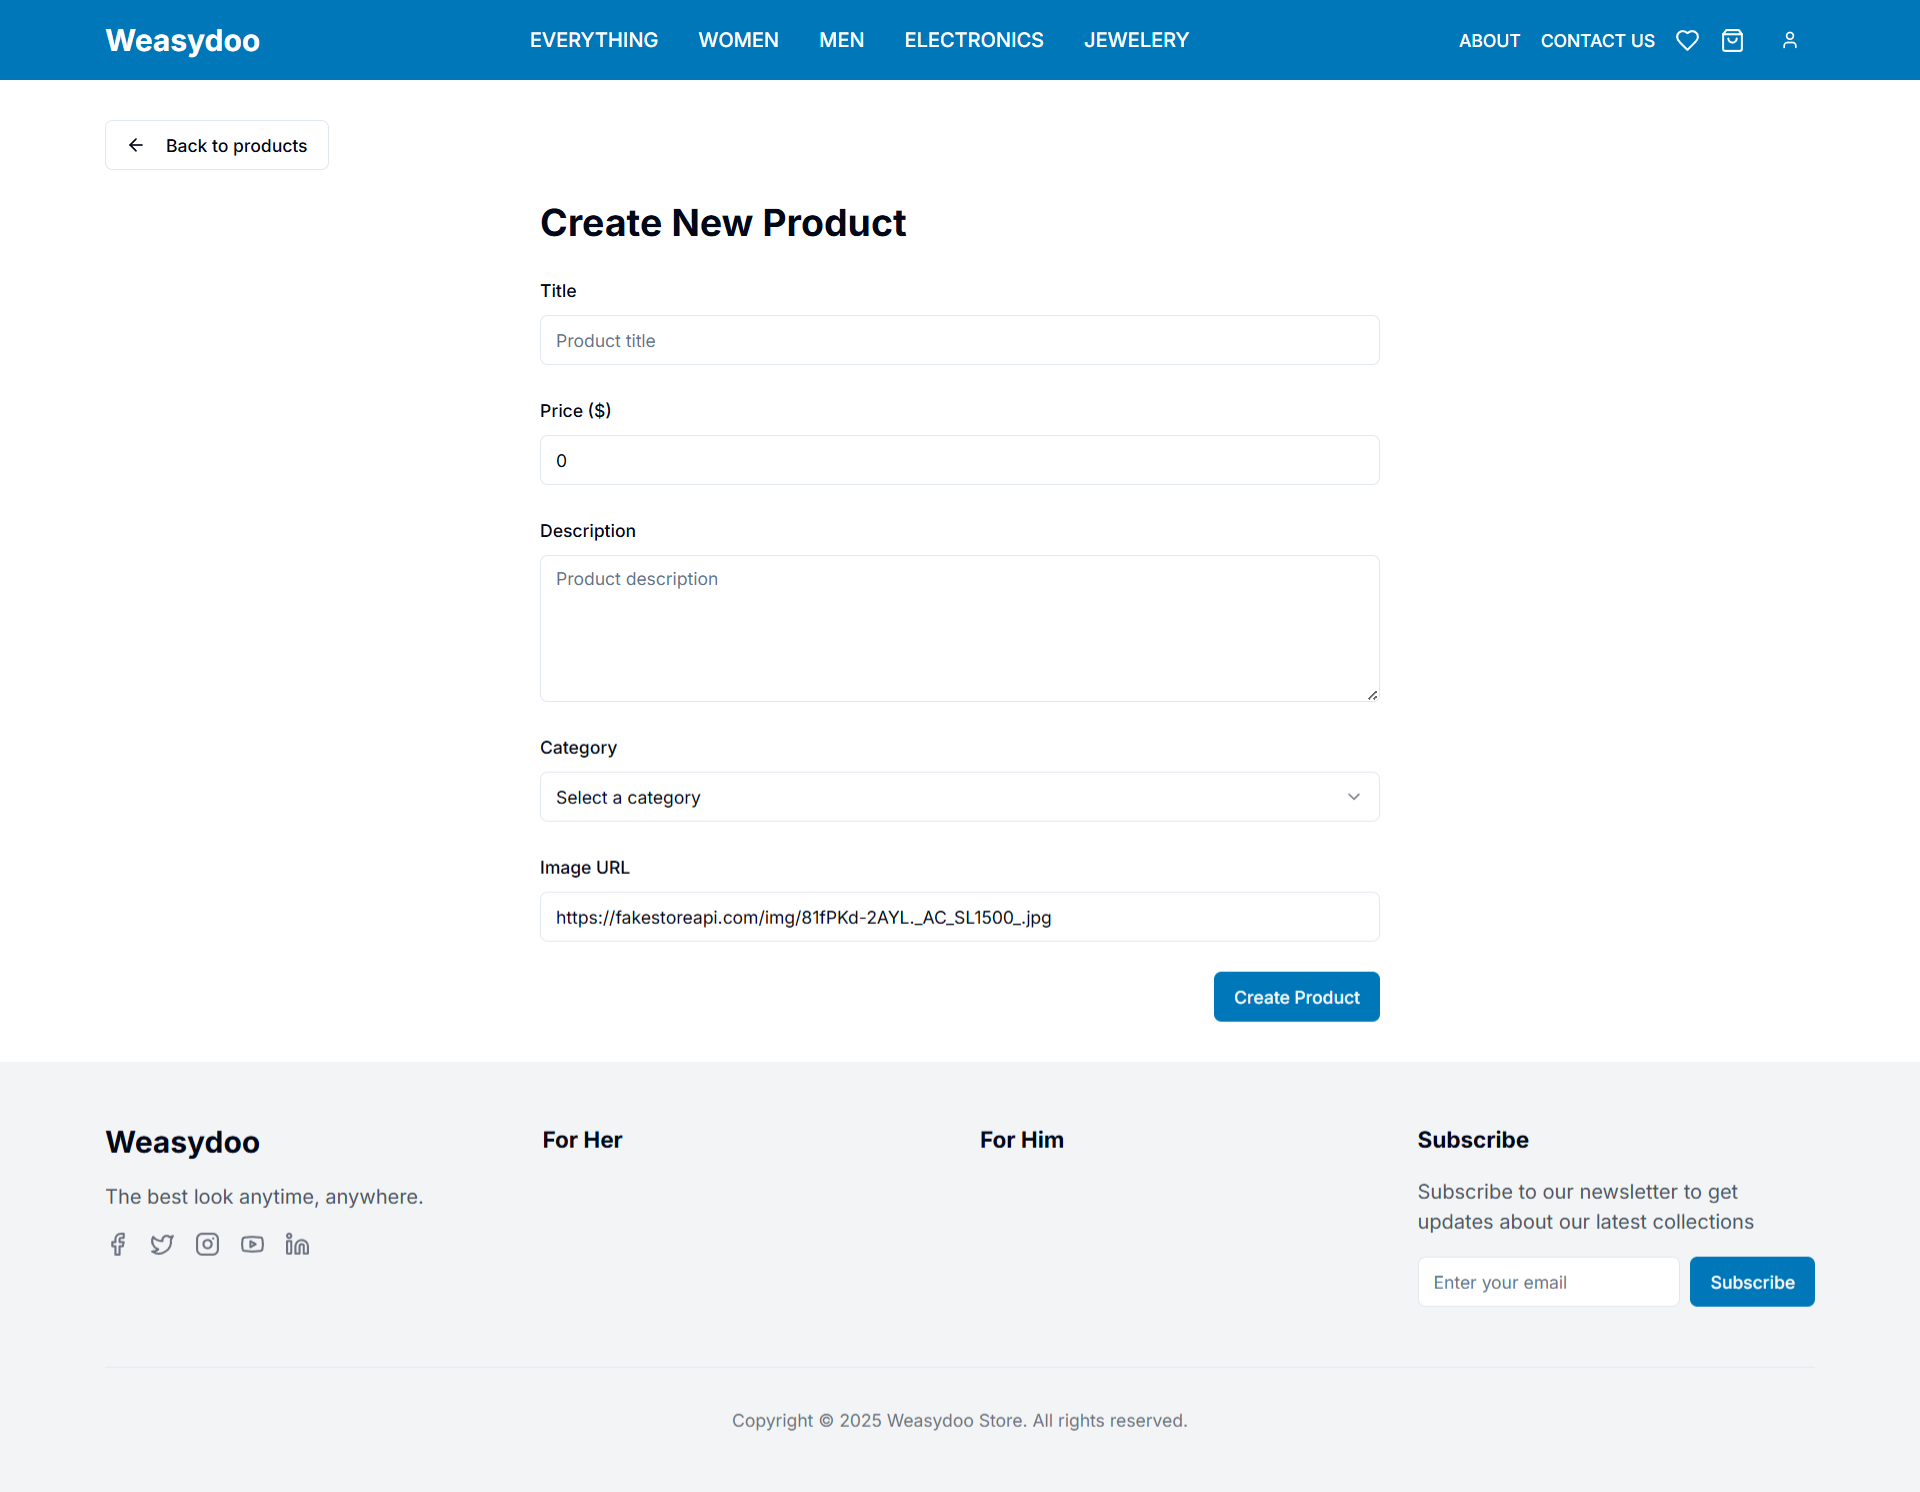 Weasydoo
EVERYTHING WOMEN MEN ELECTRONICS JEWELERY
ABOUT CONTACT US
Back to products
Create New Product
Title
Product title
Price ($)
0
Description
Product description
Category
Select a category
Image URL
https://fakestoreapi.com/img/81fPKd-2AYL._AC_SL1500_.jpg
Create Product
Weasydoo
The best look anytime, anywhere.
For Her
For Him
Subscribe
Subscribe to our newsletter to get
updates about our latest collections
Enter your email
Subscribe
Copyright © 2025 Weasydoo Store. All rights reserved.